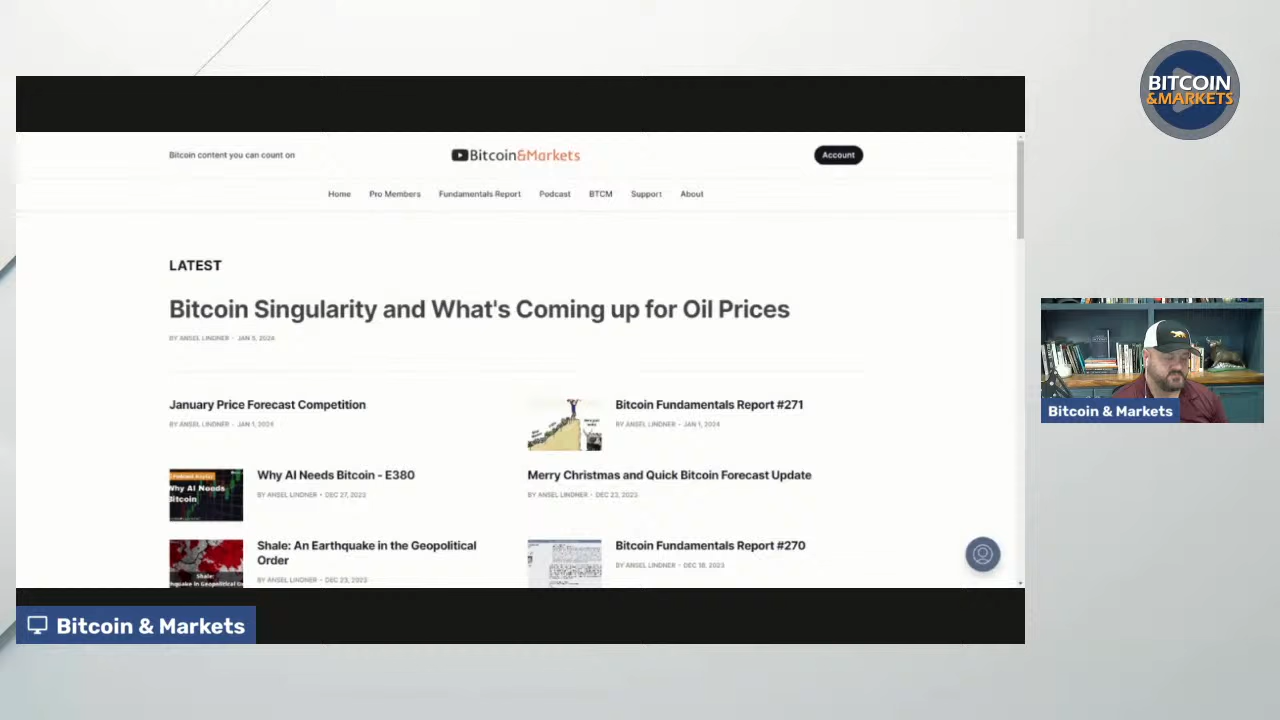 BITCOIN
&MARKETS
Bitcoin content you can count on
Bitcoin&Markets
Account
Home Pro Members Fundamentals Report Podcast BTCM Support About
LATEST
Bitcoin Singularity and What's Coming up for Oil Prices
BY ANSEL LINDNER · JAN 5, 2024
January Price Forecast Competition
BY ANSEL LINDNER · JAN 1, 2024
Bitcoin Fundamentals Report #271
BY ANSEL LINDNER · JAN 1, 2024
Why AI Needs
Bitcoin
Why AI Needs Bitcoin - E380
BY ANSEL LINDNER • DEC 27, 2023
Merry Christmas and Quick Bitcoin Forecast Update
BY ANSEL LINDNER • DEC 23, 2023
Shale:
Shale: An Earthquake in the Geopolitical
Order
BY ANSEL LINDNER • DEC 23, 2023
Bitcoin Fundamentals Report #270
BY ANSEL LINDNER • DEC 18, 2023
Bitcoin & Markets
Bitcoin & Markets